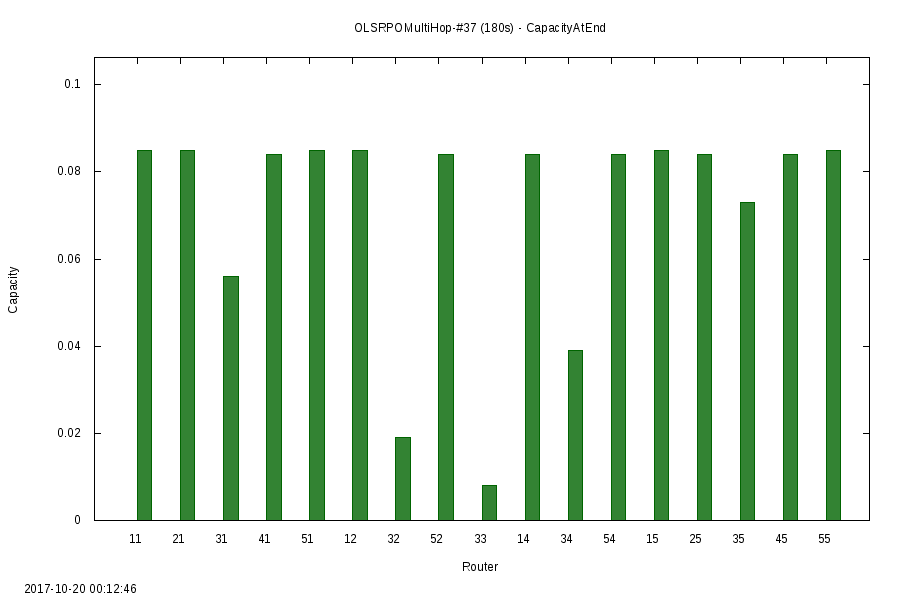 OLSRPOMultiHop-#37 (180s) - CapacityAtEnd
0.1
0.08
0.06
0.04
0.02
0
Capacity
11 21 31 41 51 12 32 52 33 14 34 54 15 25 35 45 55
Router
2017-10-20 00:12:46